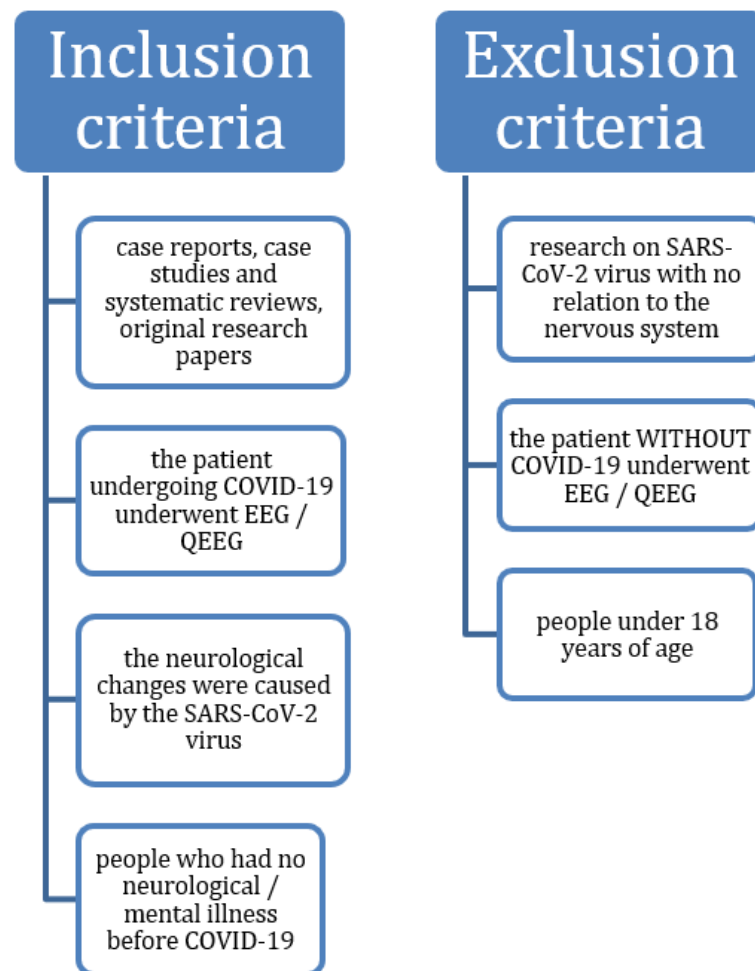 Inclusion
criteria
case reports, case
studies and
systematic reviews,
original research
papers
the patient
undergoing COVID-19
underwent EEG /
QEEG
the neurological
changes were caused
by the SARS-CoV-2
virus
people who had no
neurological /
mental illness
before COVID-19
Exclusion
criteria
research on SARS-
CoV-2 virus with no
relation to the
nervous system
the patient WITHOUT
COVID-19 underwent
EEG / QEEG
people under 18
years of age